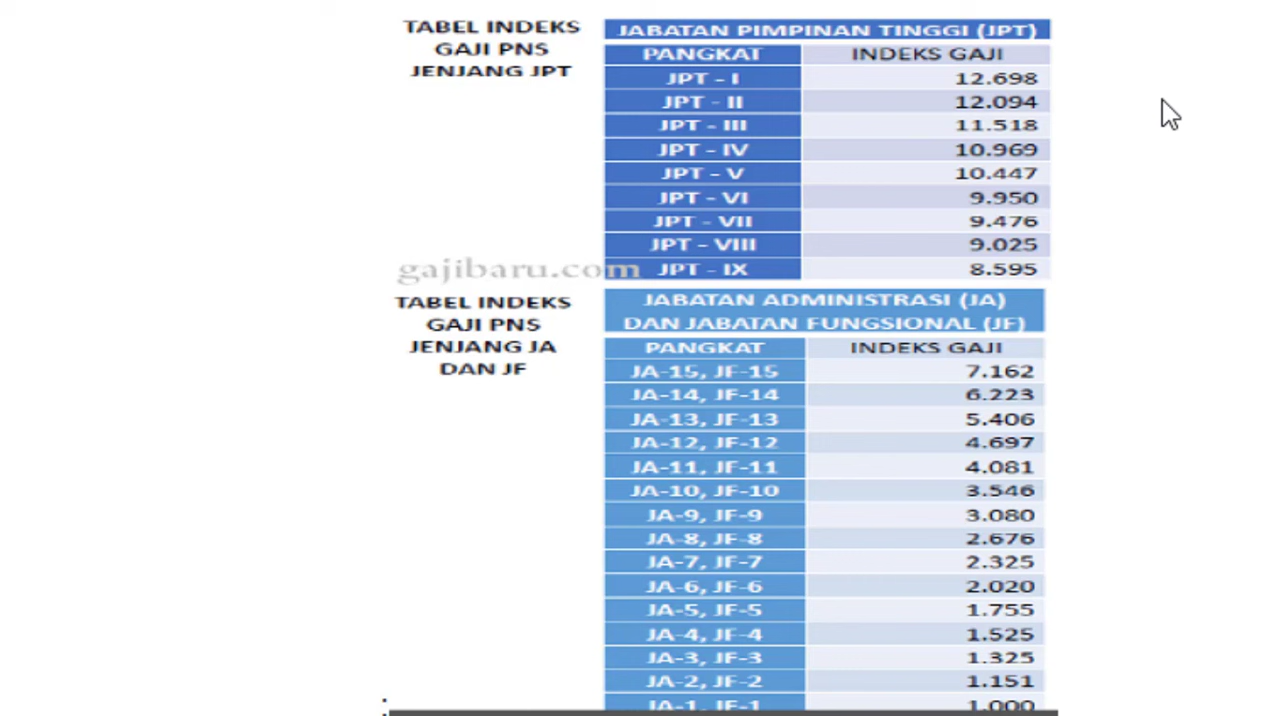 TABEL INDEKS
GAJI PNS
JENJANG JPT
JABATAN PIMPINAN TINGGI (JPT)
PANGKAT INDEKS GAJI
JPT - I 12.698
JPT - II 12.094
JPT - III 11.518
JPT - IV 10.969
JPT - V 10.447
JPT - VI 9.950
JPT - VII 9.476
JPT - VIII 9.025
JPT - IX 8.595
gajibaru.com
TABEL INDEKS
GAJI PNS
JENJANG JA
DAN JF
JABATAN ADMINISTRASI (JA)
DAN JABATAN FUNGSIONAL (JF)
PANGKAT INDEKS GAJI
JA-15, JF-15 7.162
JA-14, JF-14 6.223
JA-13, JF-13 5.406
JA-12, JF-12 4.697
JA-11, JF-11 4.081
JA-10, JF-10 3.546
JA-9, JF-9 3.080
JA-8, JF-8 2.676
JA-7, JF-7 2.325
JA-6, JF-6 2.020
JA-5, JF-5 1.755
JA-4, JF-4 1.525
JA-3, JF-3 1.325
JA-2, JF-2 1.151
JA-1, JF-1 1.000